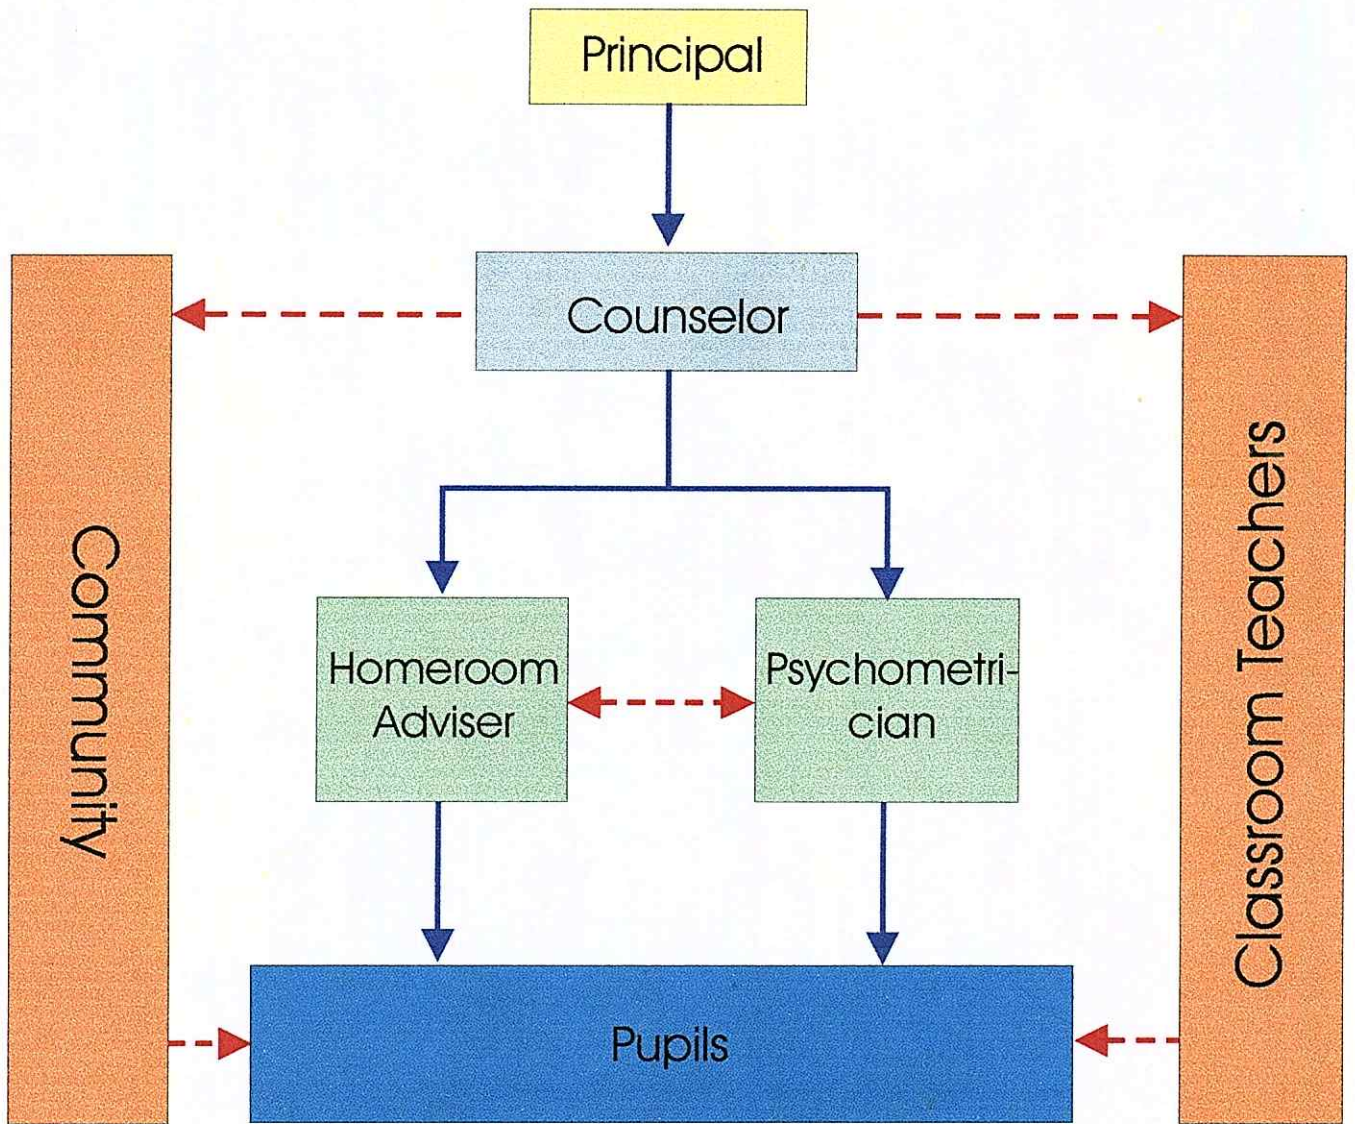 Principal
Counselor
Community
Classroom Teachers
Homeroom
Adviser
Psychometri-
cian
Pupils